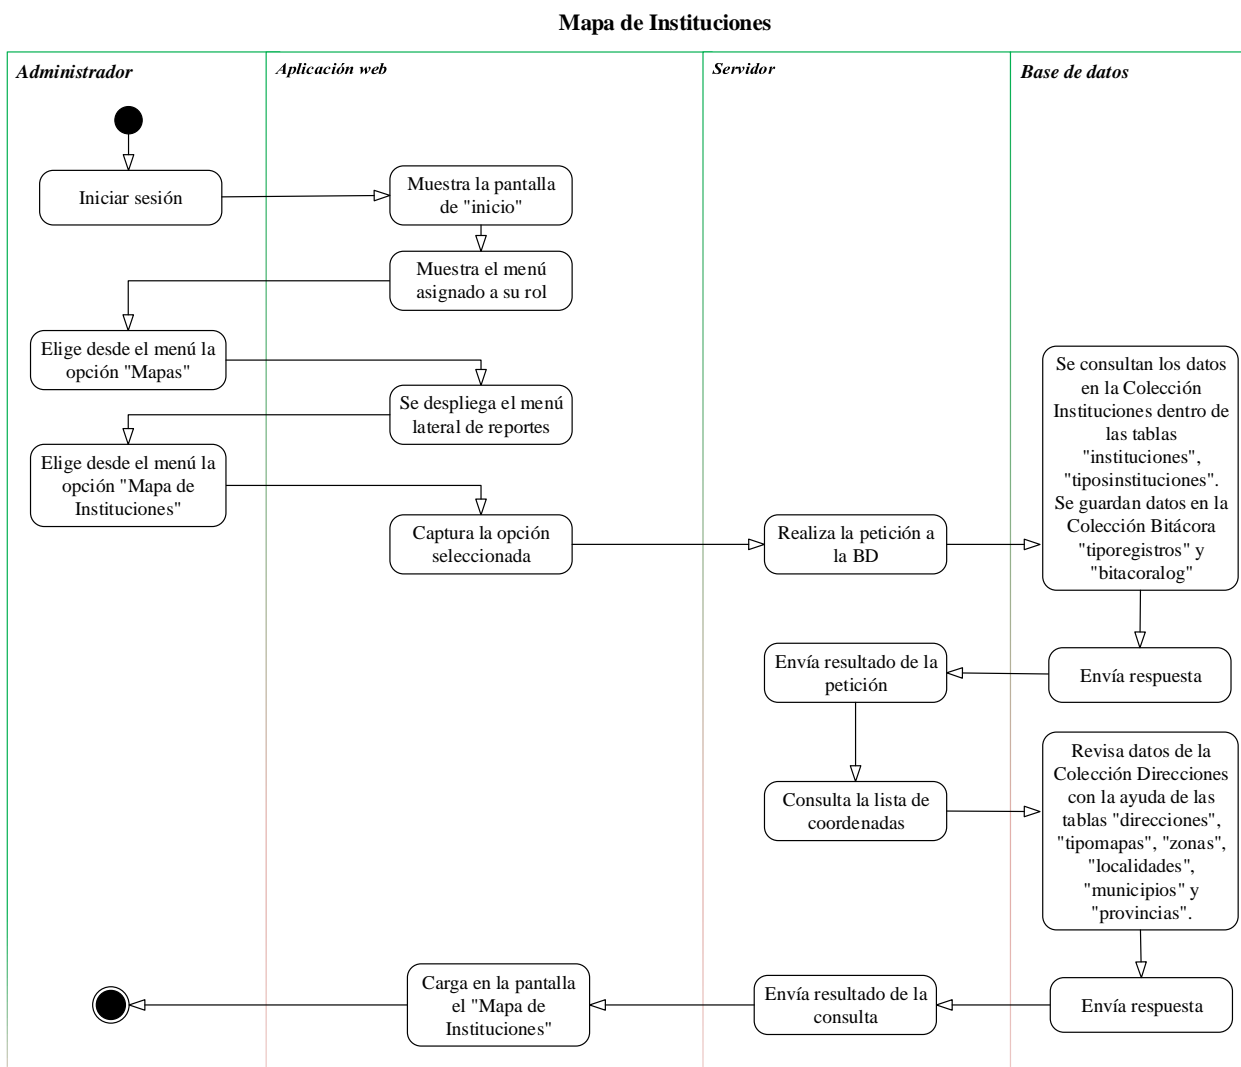 Mapa de Instituciones
Administrador
Aplicación web
Servidor
Base de datos
Iniciar sesión
Muestra la pantalla
de "inicio"
Muestra el menú
asignado a su rol
Elige desde el menú la
opción "Mapas"
Se despliega el menú
lateral de reportes
Elige desde el menú la
opción "Mapa de
Instituciones"
Captura la opción
seleccionada
Realiza la petición a
la BD
Se consultan los datos
en la Colección
Instituciones dentro de
las tablas
"instituciones",
"tiposinstituciones".
Se guardan datos en la
Colección Bitácora
"tiporegistros" y
"bitacoralog"
Envía respuesta
Envía resultado de la
petición
Consulta la lista de
coordenadas
Revisa datos de la
Colección Direcciones
con la ayuda de las
tablas "direcciones",
"tipomapas", "zonas",
"localidades",
"municipios" y
"provincias".
Envía respuesta
Envía resultado de la
consulta
Carga en la pantalla
el "Mapa de
Instituciones"